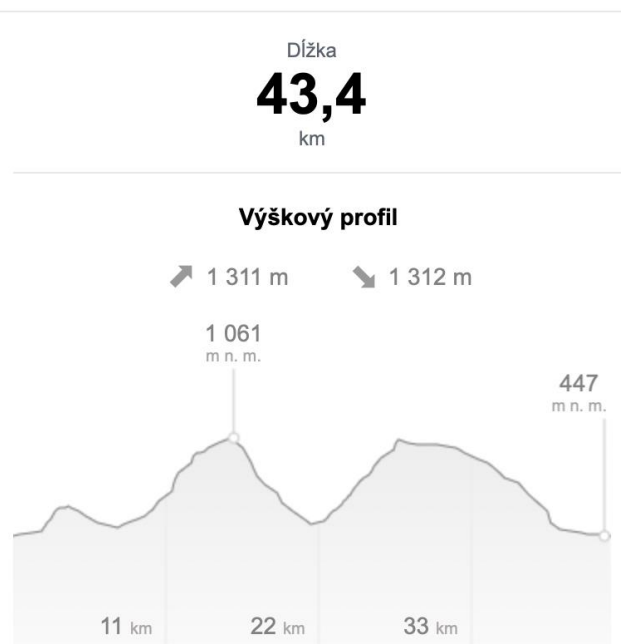 Dĺžka
43,4
km
Výškový profil
1 311 m 1 312 m
1 061
m n. m.
447
m n. m.
11 km 22 km 33 km